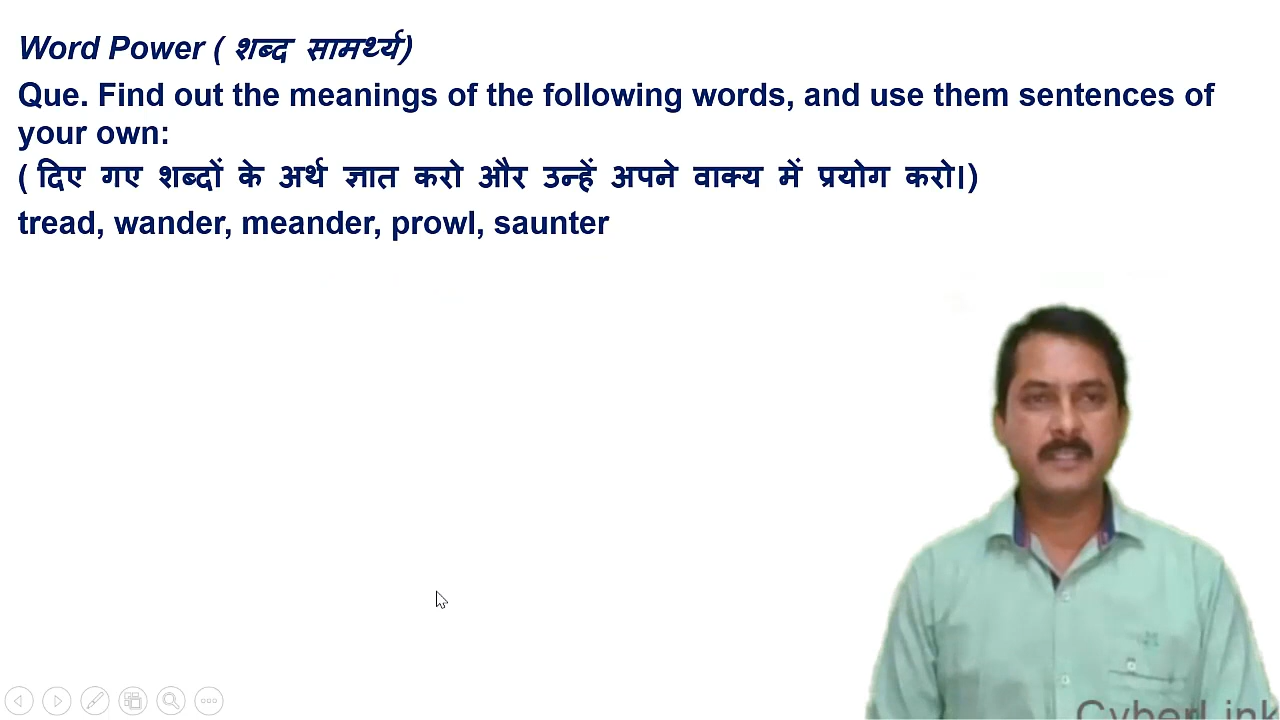 Word Power ( शब्द सामर्थ्य)
Que. Find out the meanings of the following words, and use them sentences of
your own:
( दिए गए शब्दों के अर्थ ज्ञात करो और उन्हें अपने वाक्य में प्रयोग करो।)
tread, wander, meander, prowl, saunter
CyberLink